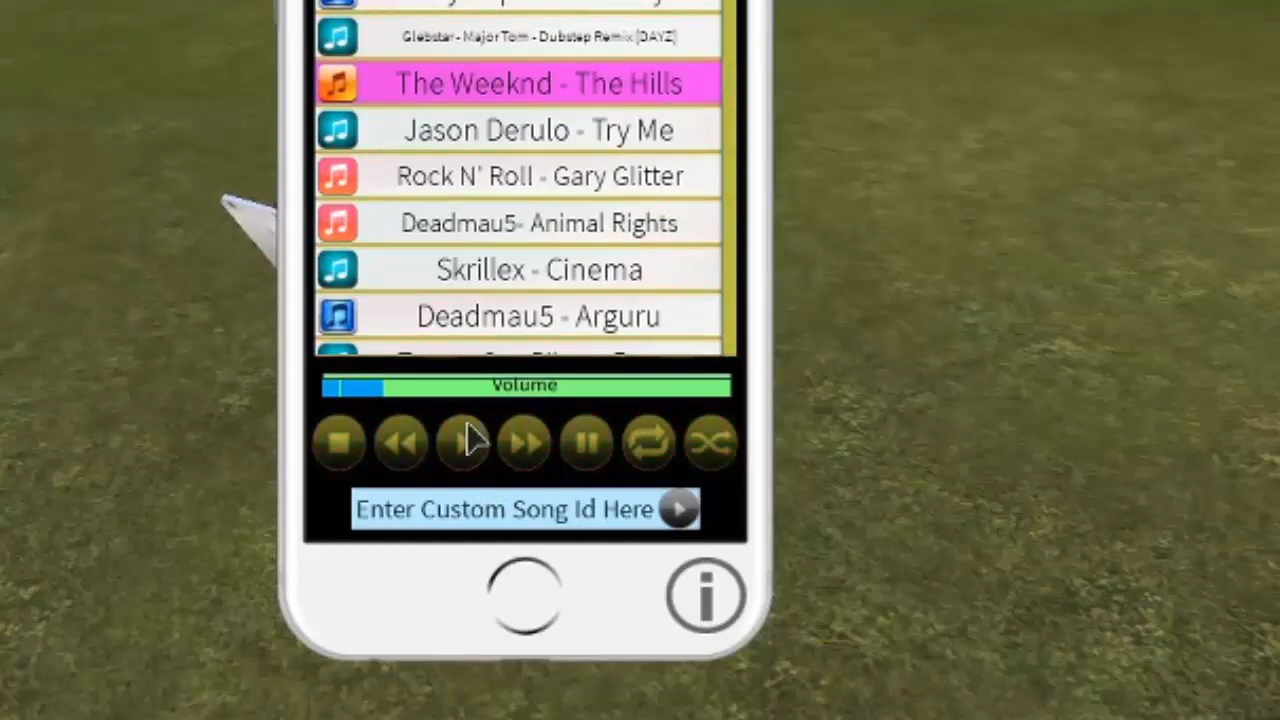 Glebstar - Major Tom - Dubstep Remix [DAYZ]
The Weeknd - The Hills
Jason Derulo - Try Me
Rock N' Roll - Gary Glitter
Deadmau5- Animal Rights
Skrillex - Cinema
Deadmau5 - Arguru
Volume
Enter Custom Song Id Here
i